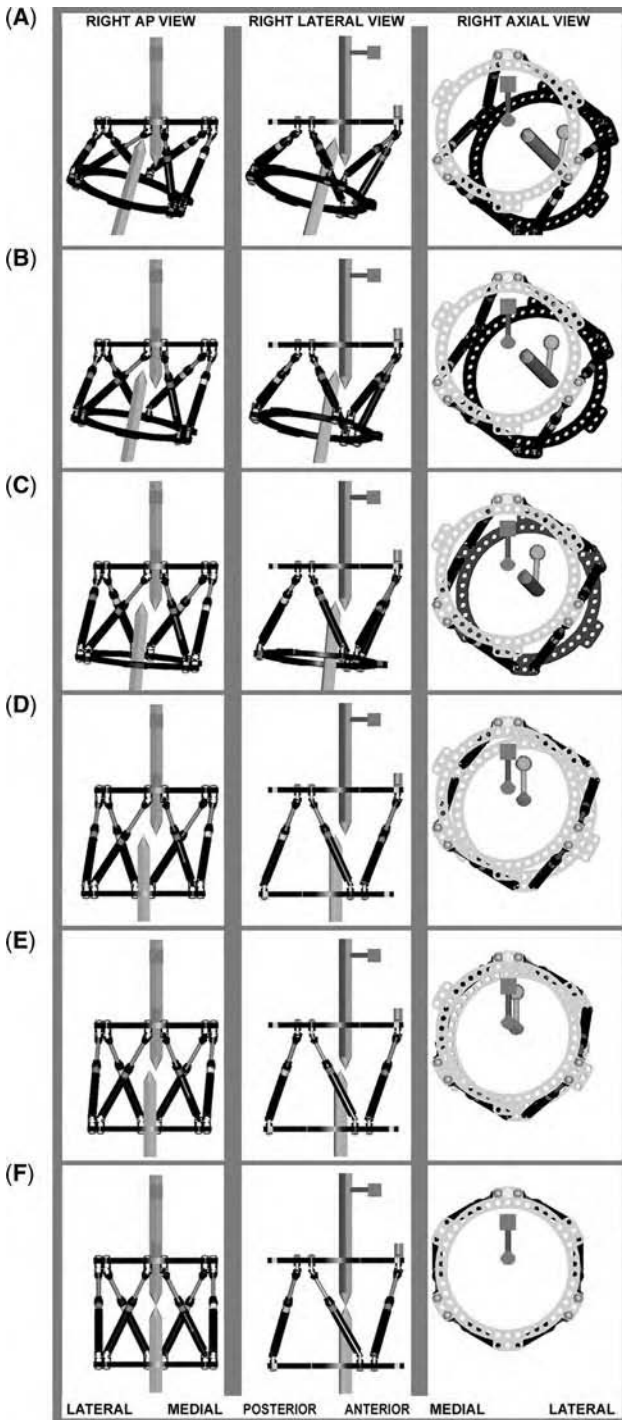 (A)
RIGHT AP VIEW RIGHT LATERAL VIEW RIGHT AXIAL VIEW
(B)
(C)
(D)
(E)
(F)
LATERAL MEDIAL POSTERIOR ANTERIOR MEDIAL LATERAL